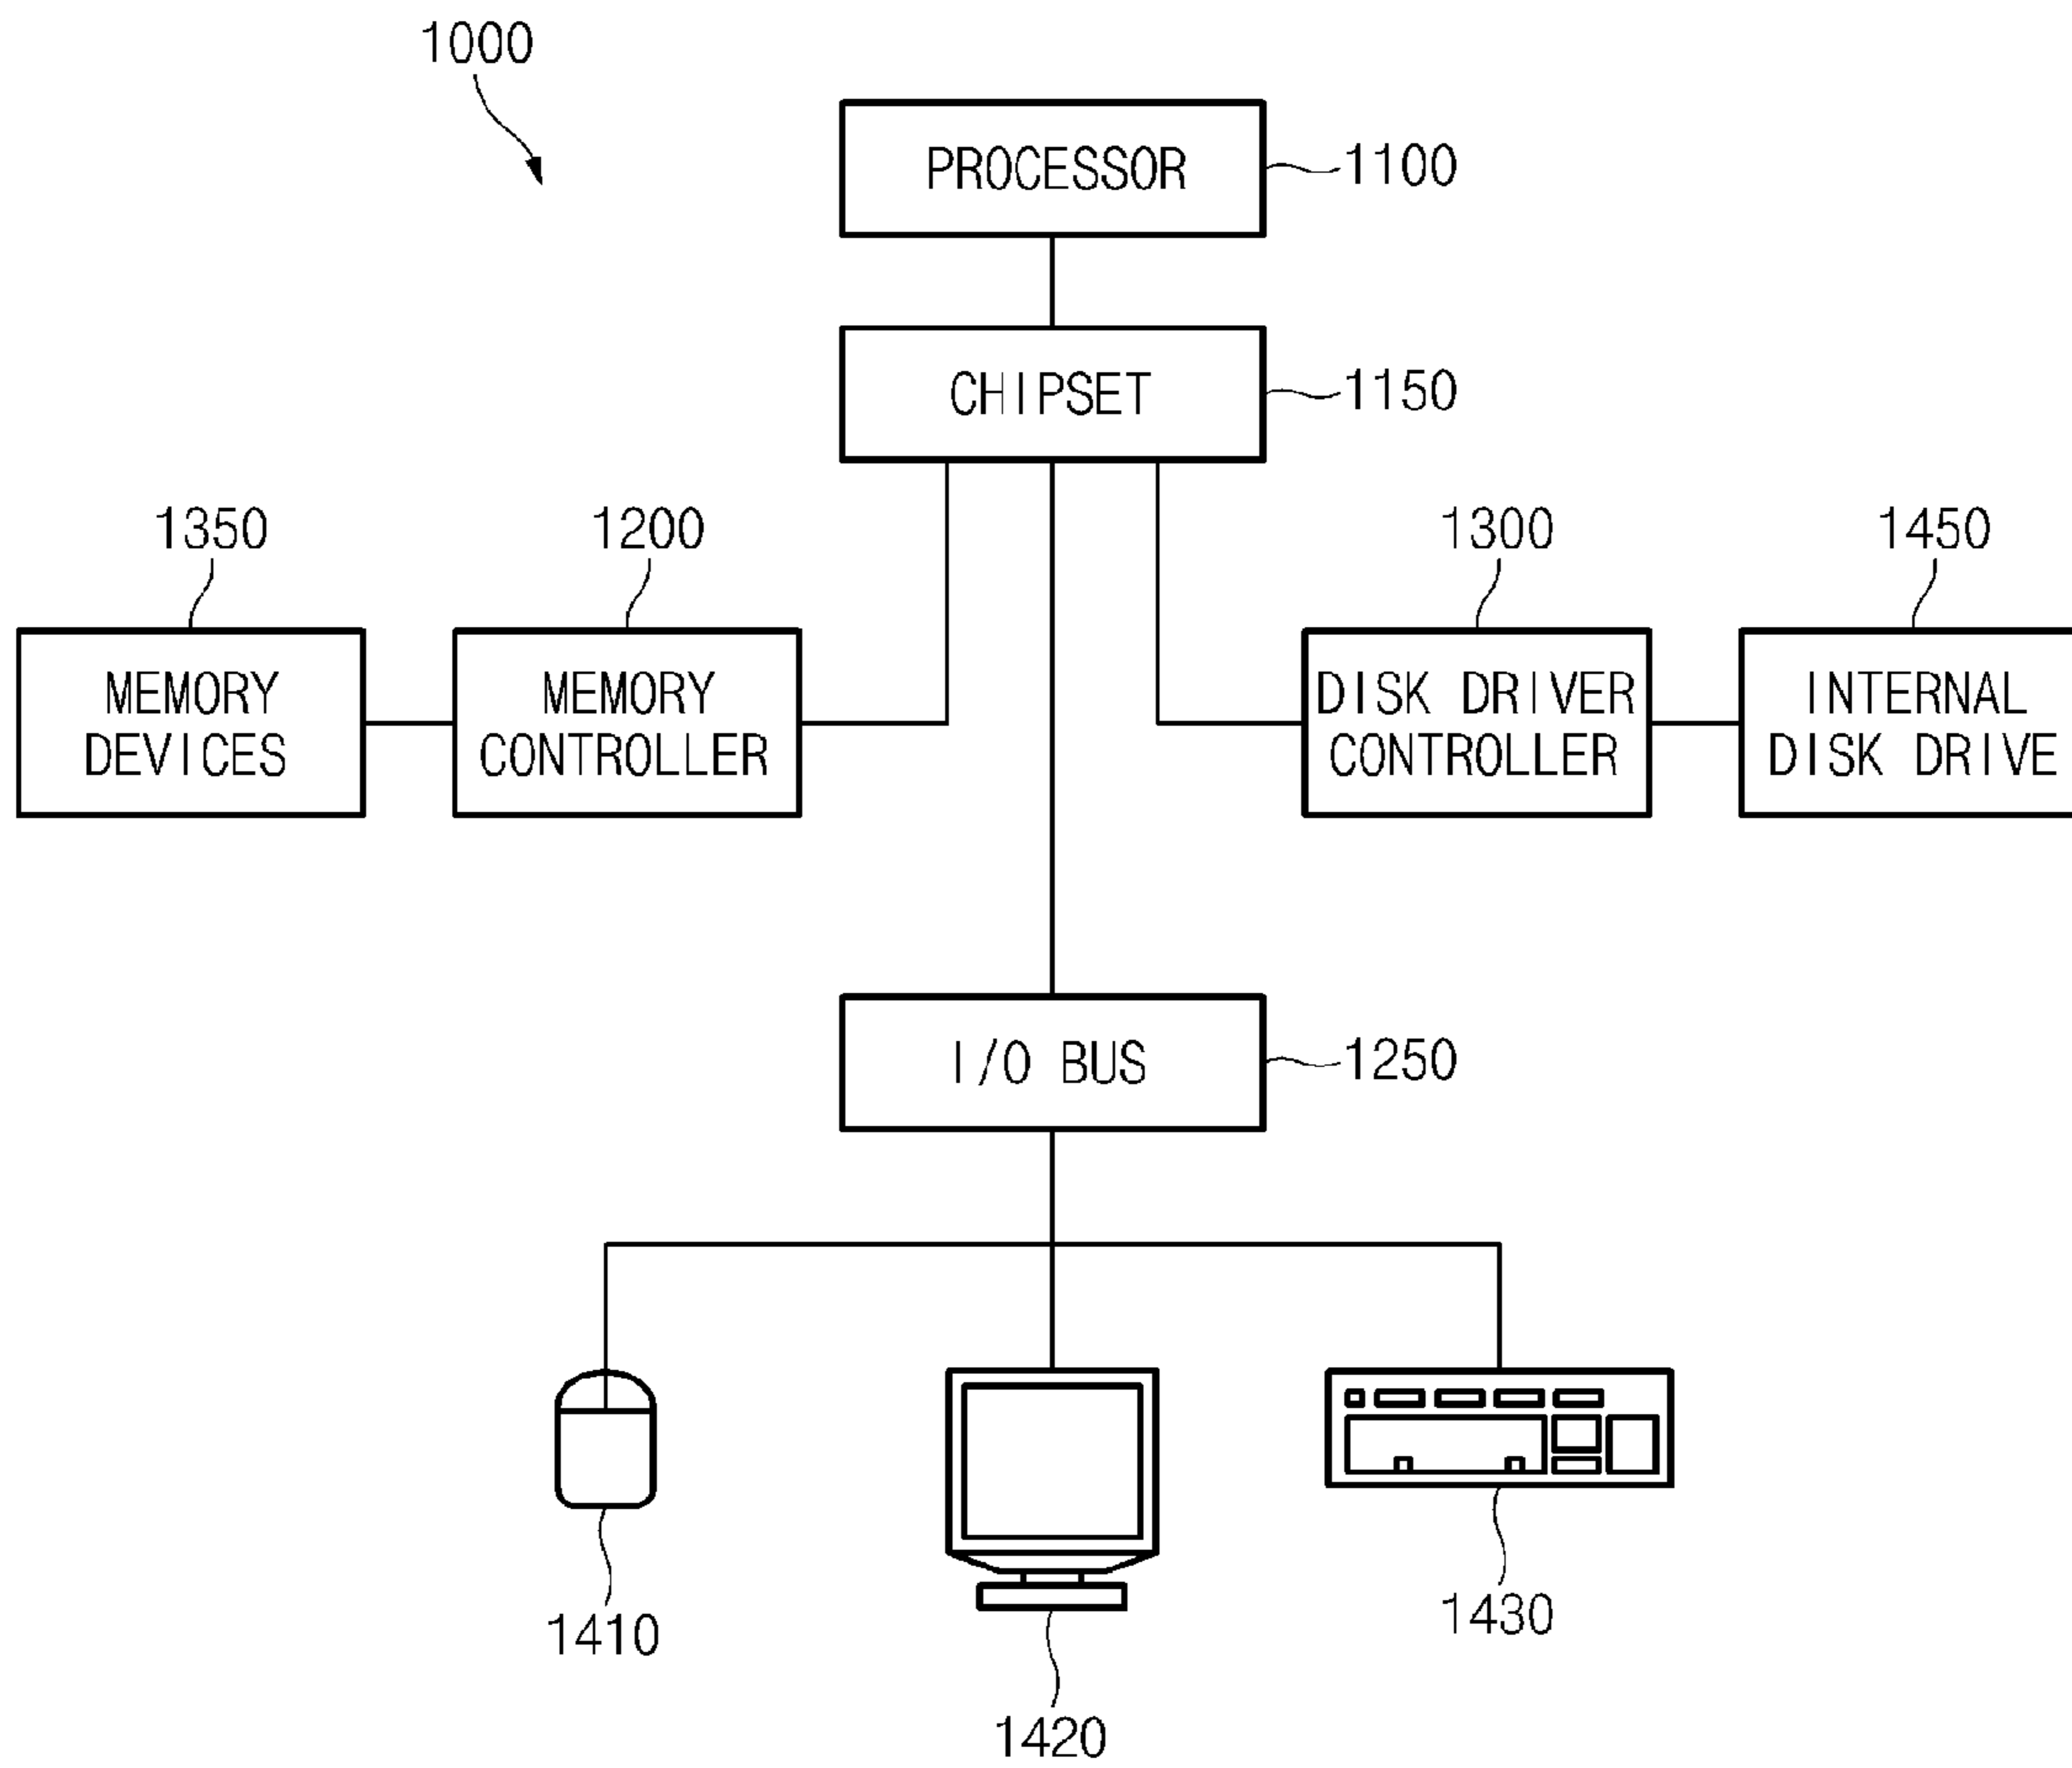 1000
PROCESSOR
1100
CHIPSET
1150
1350
1200
1300
1450
MEMORY
DEVICES
MEMORY
CONTROLLER
DISK DRIVER
CONTROLLER
INTERNAL
DISK DRIVE
I/O BUS
1250
1410
1420
1430